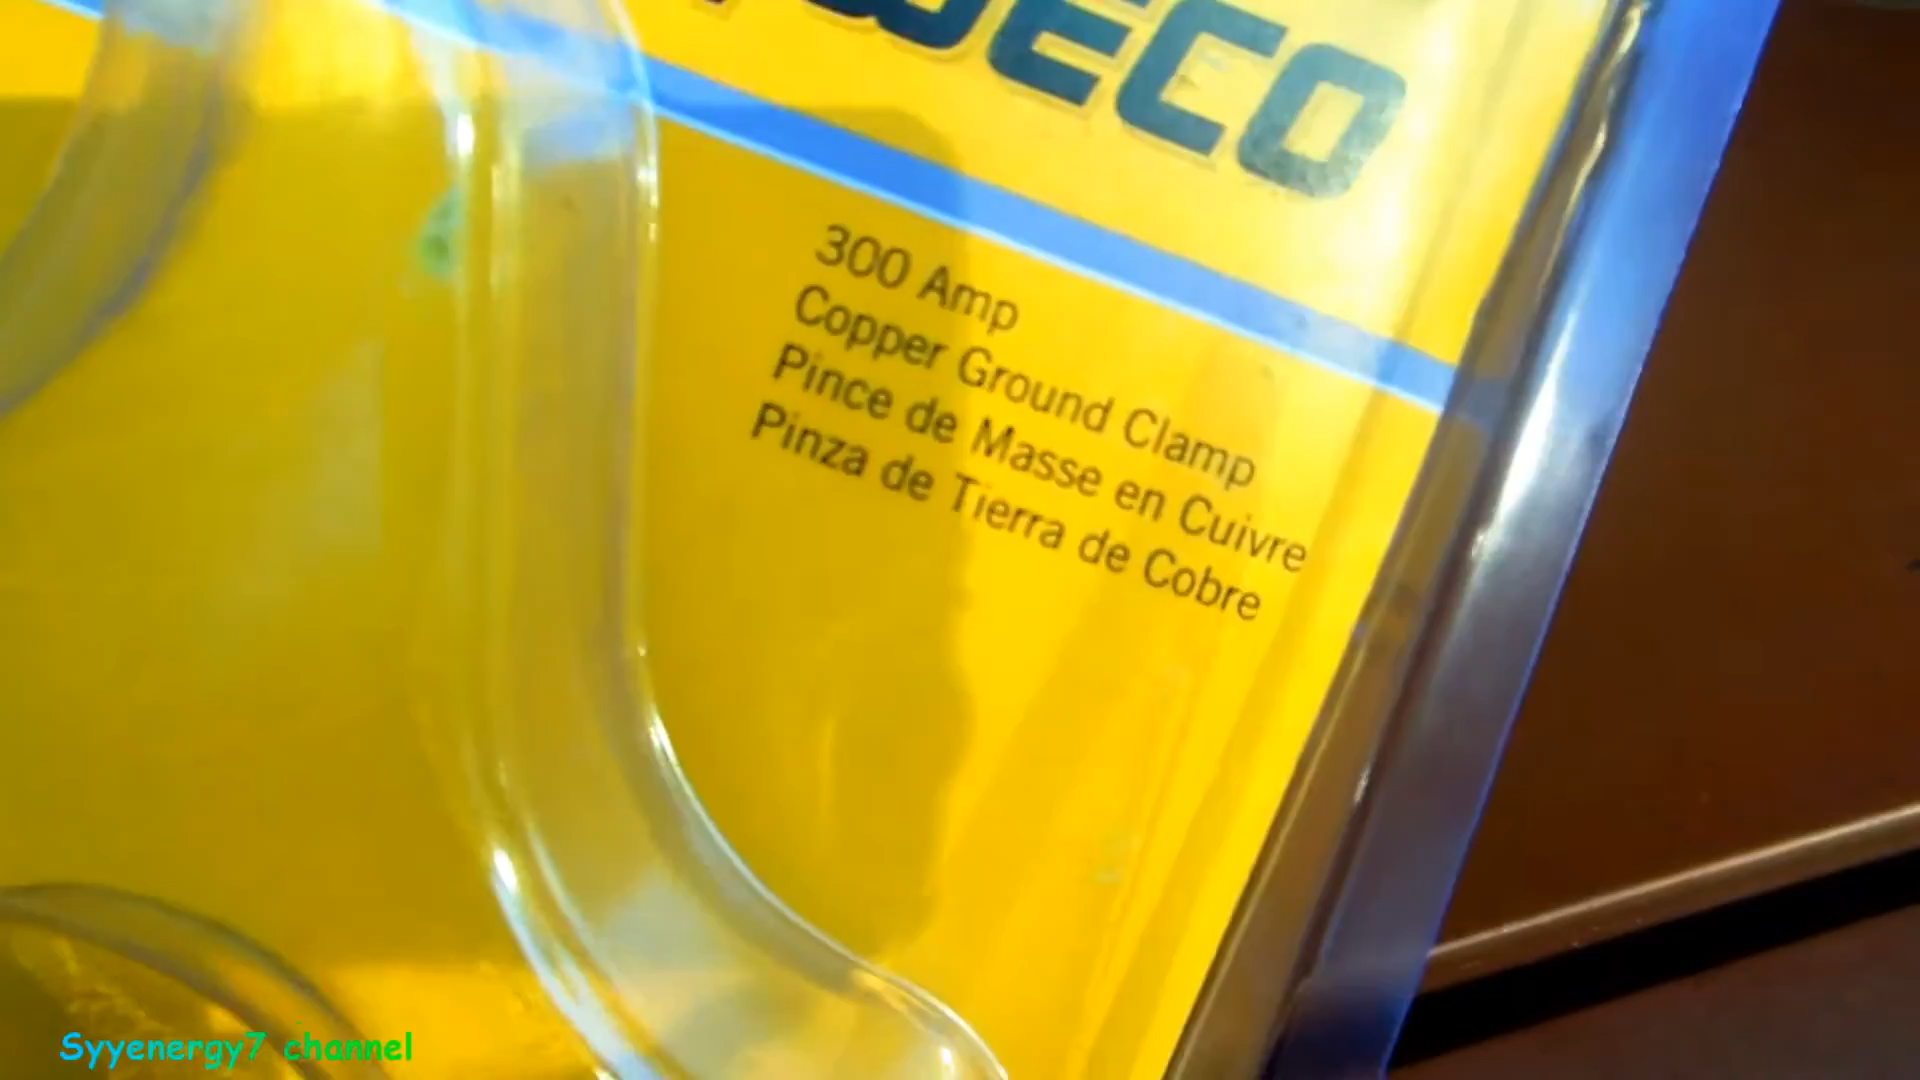 300 Amp
Copper Ground Clamp
Pince de Masse en Cuivre
Pinza de Tierra de Cobre
Syyenergy7 channel